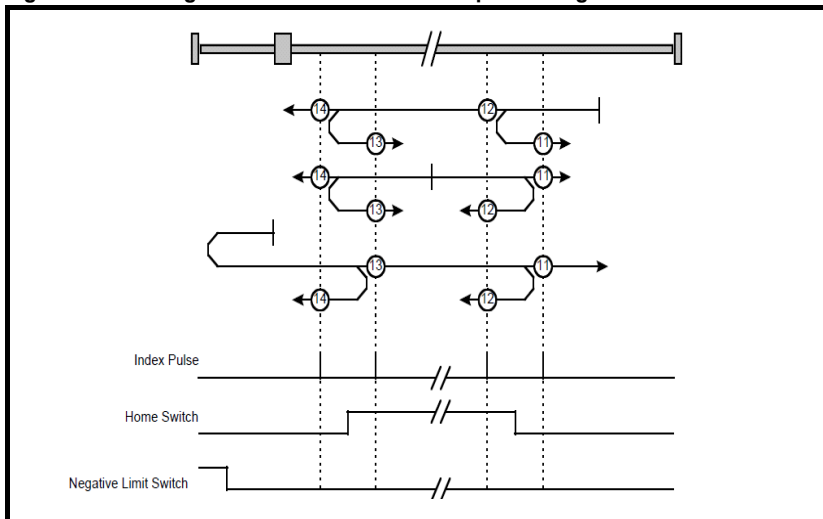 14 12
13 11
14 11
13 12
13 11
14 12
Index Pulse
Home Switch
Negative Limit Switch